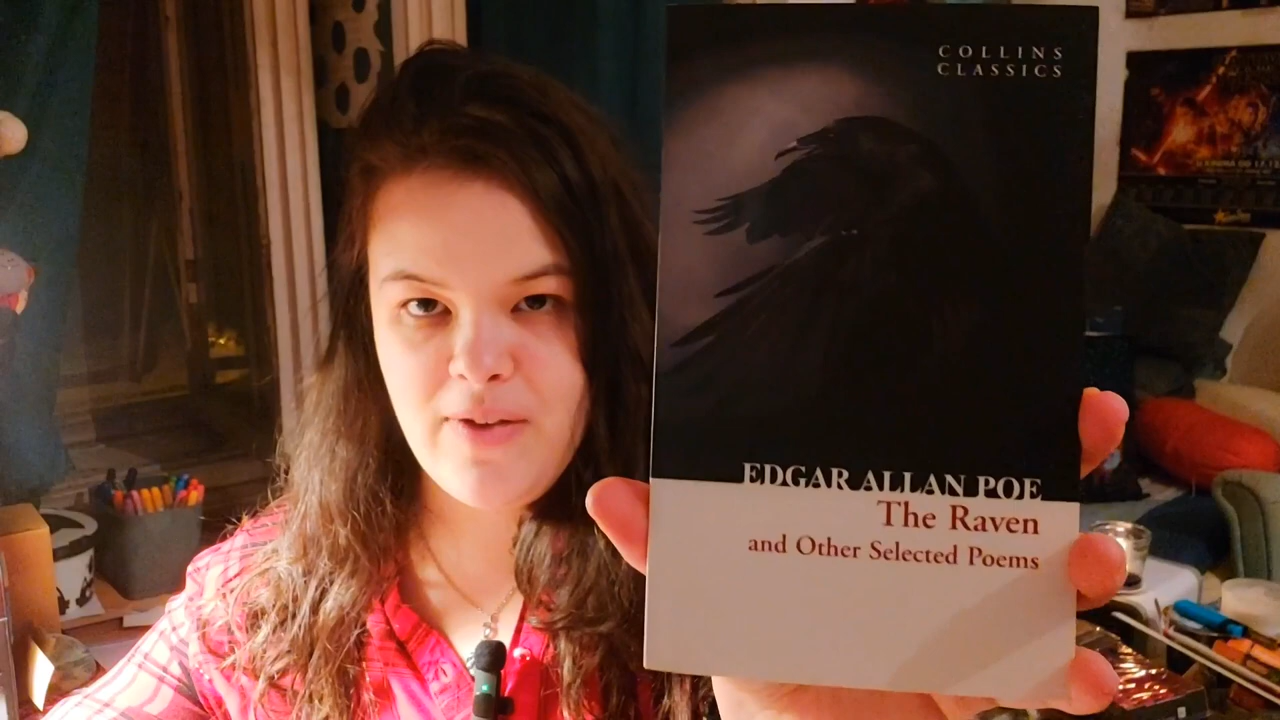 COLLINS
CLASSICS
EDGAR ALLAN POE
The Raven
and Other Selected Poems